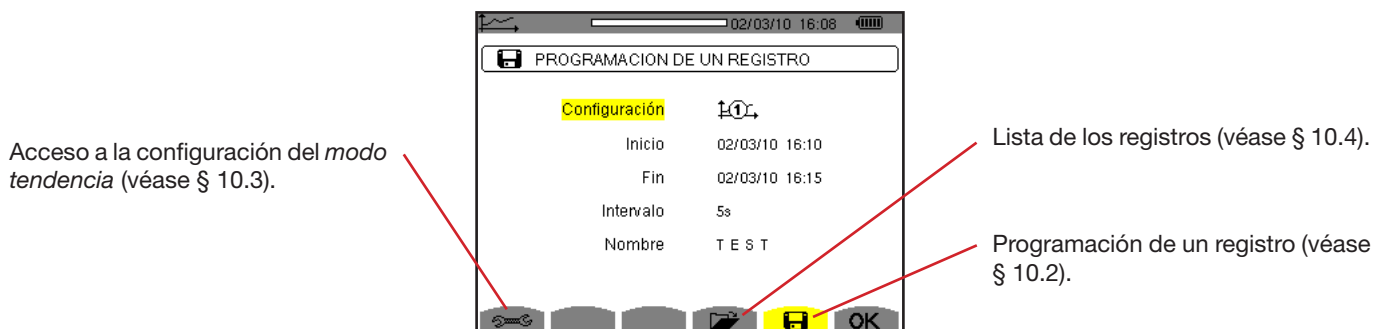 02/03/10 16:08
PROGRAMACION DE UN REGISTRO
Configuración 1
Inicio 02/03/10 16:10
Fin 02/03/10 16:15
Intervalo 5s
Nombre T E S T
OK
Acceso a la configuración del modo
tendencia (véase § 10.3).
Lista de los registros (véase § 10.4).
Programación de un registro (véase
§ 10.2).